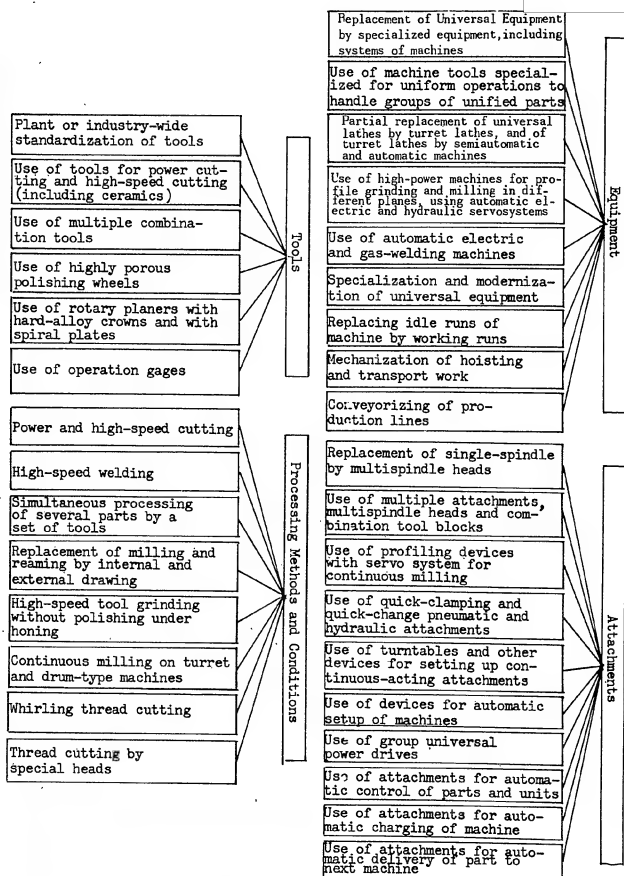 Plant or industry-wide
standardization of tools
Use of tools for power cut-
ting and high-speed cutting
(including ceramics)
Use of multiple combina-
tion tools
Use of highly porous
polishing wheels
Use of rotary planers with
hard-alloy crowns and with
spiral plates
Use of operation gages
Tools
Power and high-speed cutting
High-speed welding
Simultaneous processing
of several parts by a
set of tools
Replacement of milling and
reaming by internal and
external drawing
High-speed tool grinding
without polishing under
honing
Continuous milling on turret
and drum-type machines
Whirling thread cutting
Thread cutting by
special heads
Processing Methods and Conditions
Replacement of Universal Equipment
by specialized equipment, including
systems of machines
Use of machine tools special-
ized for uniform operations to
handle groups of unified parts
Partial replacement of universal
lathes by turret lathes, and of
turret lathes by semiautomatic
and automatic machines
Use of high-power machines for pro-
file grinding and milling in dif-
ferent planes, using automatic el-
ectric and hydraulic servosystems
Use of automatic electric
and gas-welding machines
Specialization and moderniza-
tion of universal equipment
Replacing idle runs of
machine by working runs
Mechanization of hoisting
and transport work
Conveyorizing of pro-
duction lines
Equipment
Replacement of single-spindle
by multispindle heads
Use of multiple attachments,
multispindle heads and com-
bination tool blocks
Use of profiling devices
with servo system for
continuous milling
Use of quick-clamping and
quick-change pneumatic and
hydraulic attachments
Use of turntables and other
devices for setting up con-
tinuous-acting attachments
Use of devices for automatic
setup of machines
Use of group universal
power drives
Use of attachments for automa-
tic control of parts and units
Use of attachments for auto-
matic charging of machine
Use of attachments for auto-
matic delivery of part to
next machine
Attachments